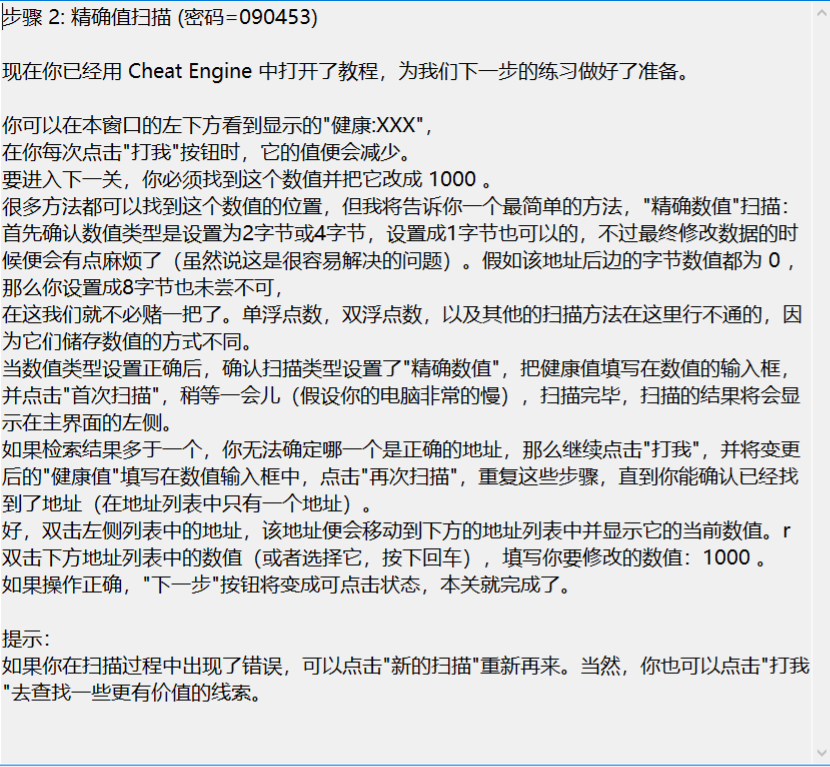 步骤 2: 精确值扫描 (密码=090453)
现在你已经用 Cheat Engine 中打开了教程，为我们下一步的练习做好了准备。
你可以在本窗口的左下方看到显示的"健康:XXX"，
在你每次点击"打我"按钮时，它的值便会减少。
要进入下一关，你必须找到这个数值并把它改成 1000 。
很多方法都可以找到这个数值的位置，但我将告诉你一个最简单的方法，"精确数值"扫描：
首先确认数值类型是设置为2字节或4字节，设置成1字节也可以的，不过最终修改数据的时
候便会有点麻烦了（虽然说这是很容易解决的问题）。假如该地址后边的字节数值都为 0 ，
那么你设置成8字节也未尝不可，
在这我们就不必赌一把了。单浮点数，双浮点数，以及其他的扫描方法在这里行不通的，因
为它们储存数值的方式不同。
当数值类型设置正确后，确认扫描类型设置了"精确数值"，把健康值填写在数值的输入框，
并点击"首次扫描"，稍等一会儿（假设你的电脑非常的慢），扫描完毕，扫描的结果将会显
示在主界面的左侧。
如果检索结果多于一个，你无法确定哪一个是正确的地址，那么继续点击"打我"，并将变更
后的"健康值"填写在数值输入框中，点击"再次扫描"，重复这些步骤，直到你能确认已经找
到了地址（在地址列表中只有一个地址）。
好，双击左侧列表中的地址，该地址便会移动到下方的地址列表中并显示它的当前数值。r
双击下方地址列表中的数值（或者选择它，按下回车），填写你要修改的数值：1000 。
如果操作正确，"下一步"按钮将变成可点击状态，本关就完成了。
提示：
如果你在扫描过程中出现了错误，可以点击"新的扫描"重新再来。当然，你也可以点击"打我
"去查找一些更有价值的线索。